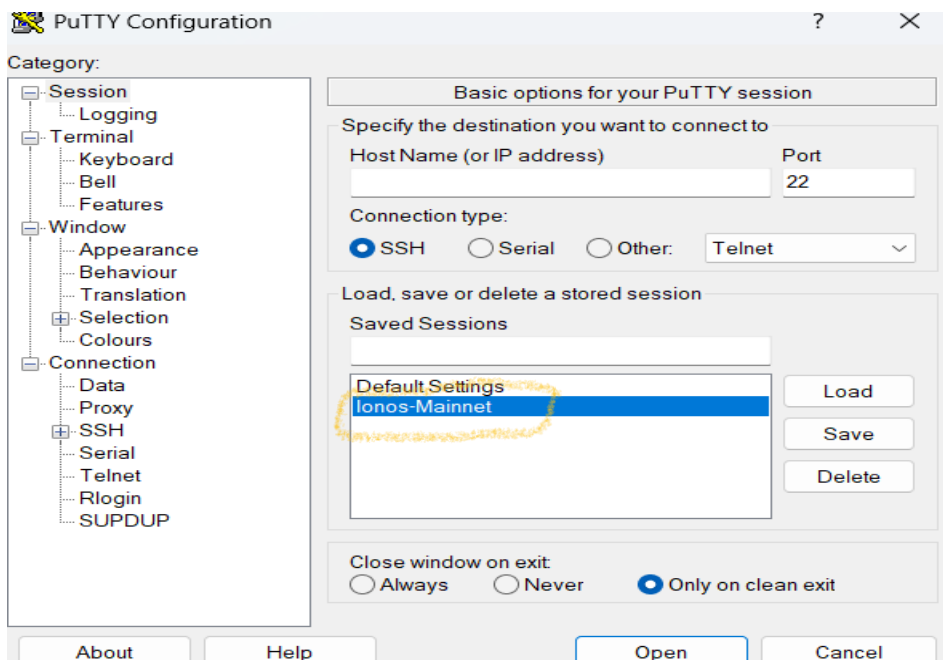 PuTTY Configuration
?
Category:
Session
Logging
Terminal
Keyboard
Bell
Features
Window
Appearance
Behaviour
Translation
Selection
Colours
Connection
Data
Proxy
SSH
Serial
Telnet
Rlogin
SUPDUP
Basic options for your PuTTY session
Specify the destination you want to connect to
Host Name (or IP address) Port
22
Connection type:
SSH Serial Other: Telnet
Load, save or delete a stored session
Saved Sessions
Default Settings
Ionos-Mainnet
Load
Save
Delete
Close window on exit:
Always Never Only on clean exit
About Help Open Cancel